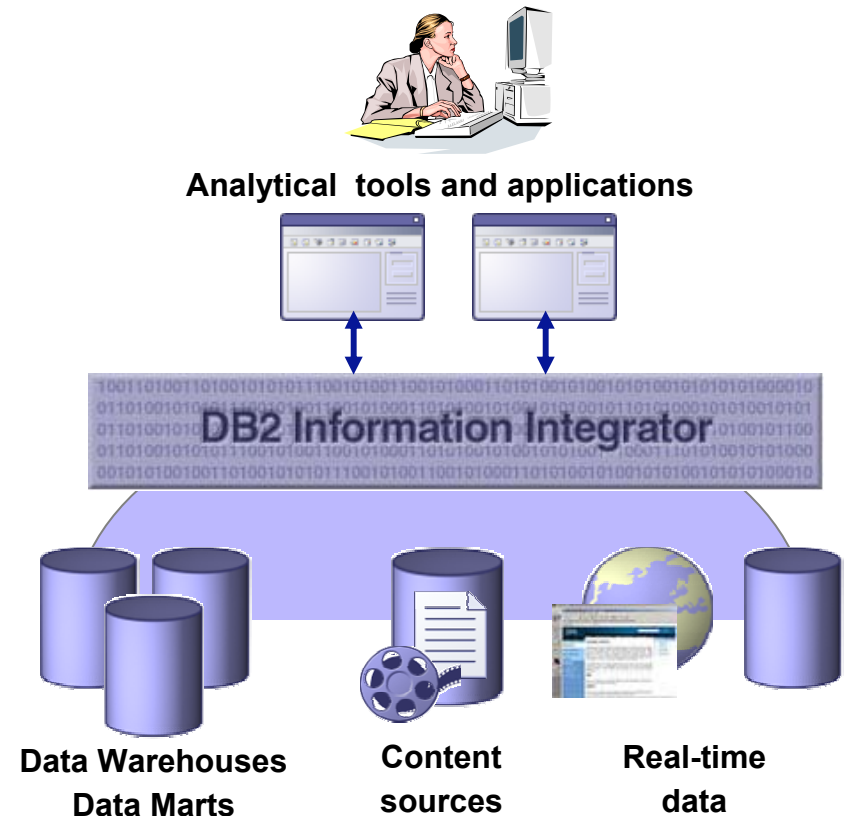 Analytical tools and applications
DB2 Information Integrator
Data Warehouses
Data Marts
Content
sources
Real-time
data